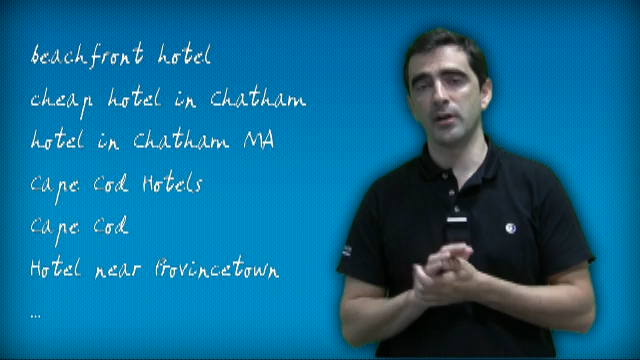 beachfront hotel
cheap hotel in Chatham
hotel in Chatham MA
Cape Cod Hotels
Cape Cod
Hotel near Provincetown
...